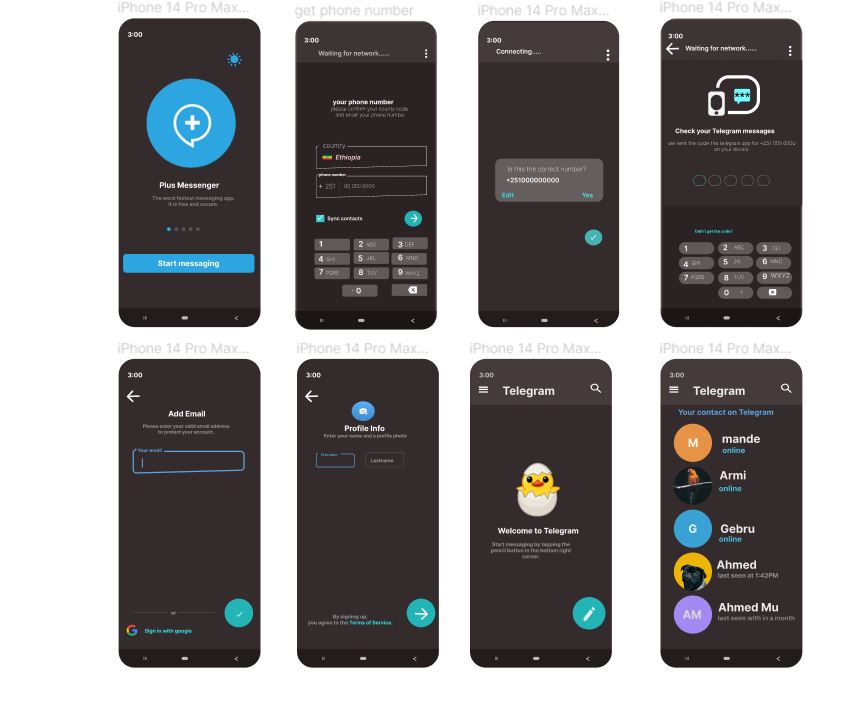 iPhone 14 Pro Max...
3:00
Plus Messenger
The word fastest messaging app.
It is free and secure.
Start messaging
get phone number
3:00
Waiting for network......
your phone number
please confirm your county code
and enter your phone number
country
Ethiopia
phone number
+ 251
00 000 0000
Sync contacts
1
2 ABC
3 DEF
4 GHI
5 JKL
6 MNO
7 PQRS
8 TUV
9 WXYZ
+ 0
iPhone 14 Pro Max...
3:00
Connecting.....
Is this the correct number?
+251000000000
Edit
Yes
iPhone 14 Pro Max...
3:00
Waiting for network......
***
Check your Telegram messages
we sent the code the telegram app for +251 000 0000
on your device.
Didn't get the code?
1
2 ABC
3 DEF
4 GHI
5 JKL
6 MNO
7 PQRS
8 TUV
9 WXYZ
0 +
iPhone 14 Pro Max...
3:00
Add Email
Please enter your valid email address
to protect your account..
Your email
or
Sign in with google
iPhone 14 Pro Max...
3:00
Profile Info
Enter your name and a profile photo
First name
Lastname
By signing up,
you agree to the Terms of Service.
iPhone 14 Pro Max...
3:00
Telegram
Welcome to Telegram
Start messaging by tapping the
pencil button in the bottom right
corner.
iPhone 14 Pro Max...
3:00
Telegram
Your contact on Telegram
M
mande
online
Armi
online
G
Gebru
online
Ahmed
last seen at 1:42PM
AM
Ahmed Mu
last seen with in a month